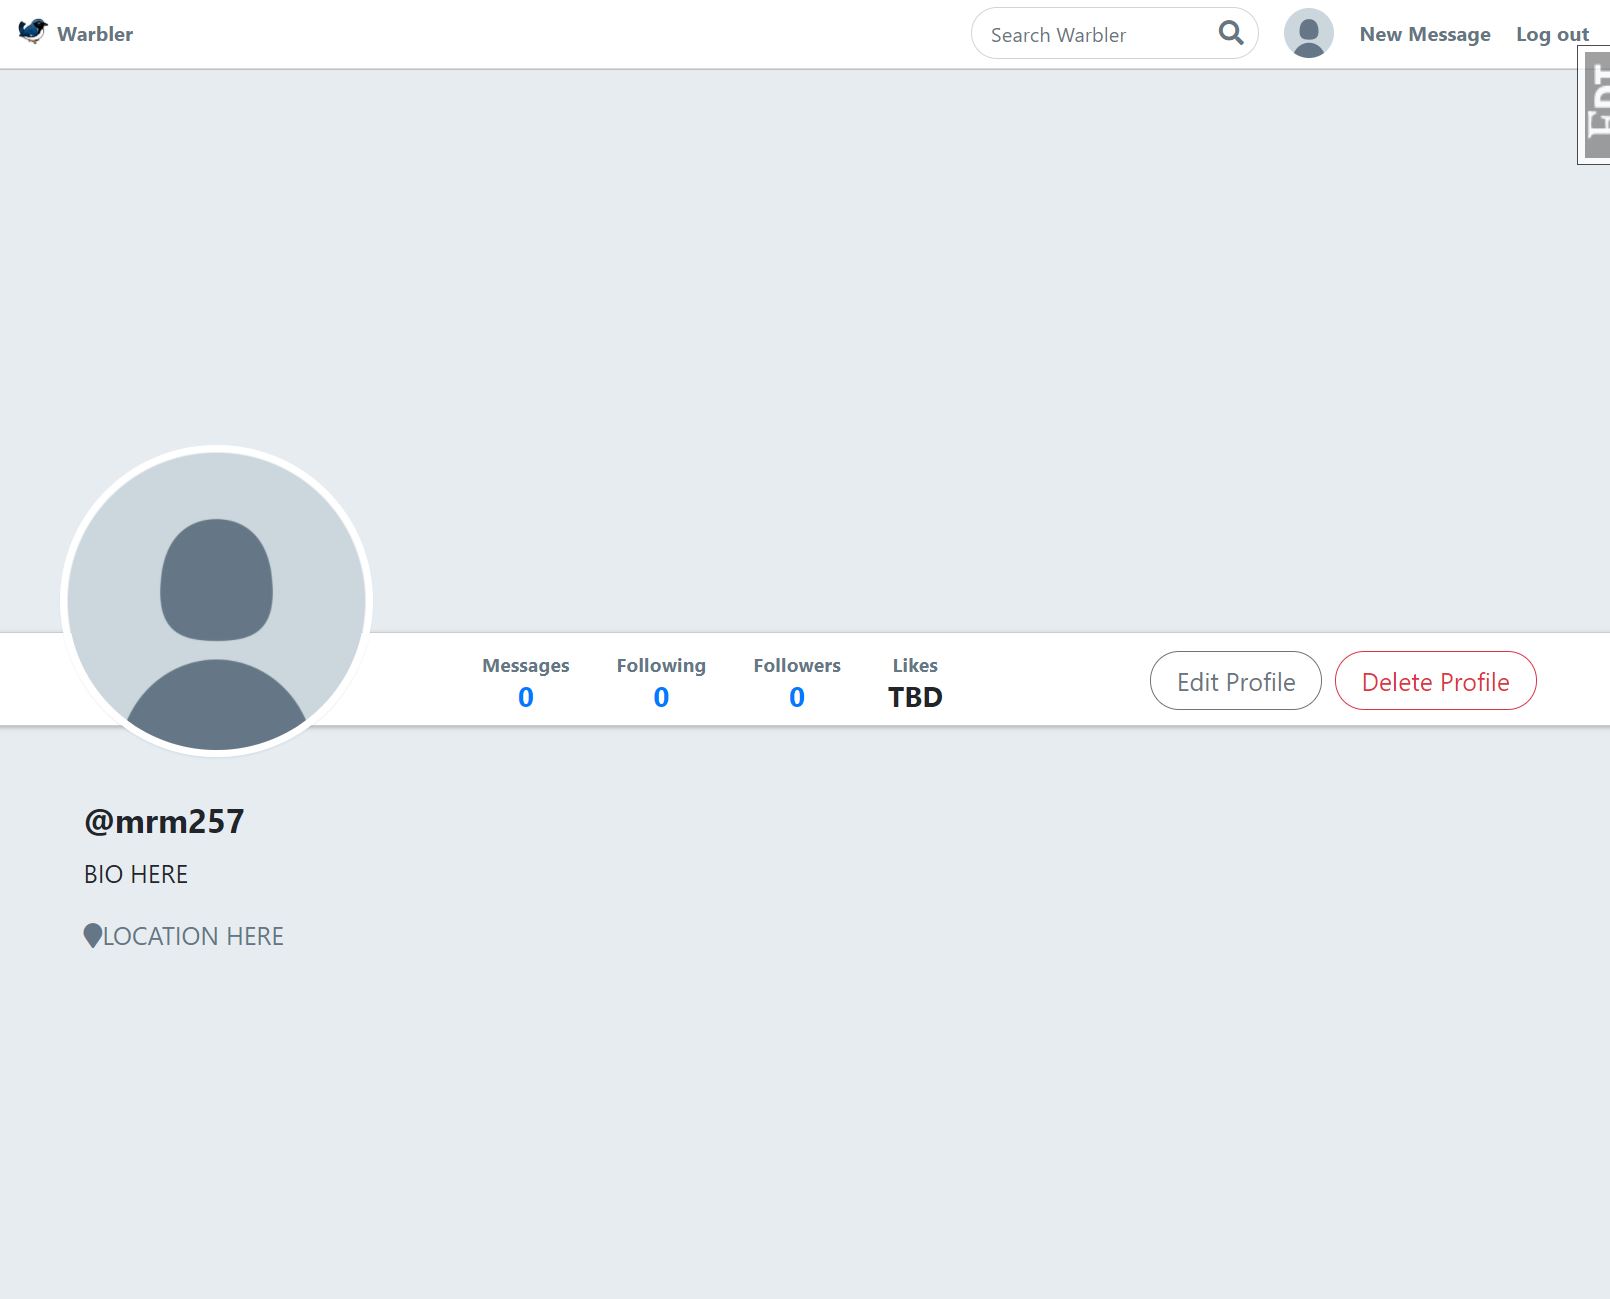 Warbler
Search Warbler
New Message
Log out
FDT
Messages
Following
Followers
Likes
0
0
0
TBD
Edit Profile
Delete Profile
@mrm257
BIO HERE
LOCATION HERE